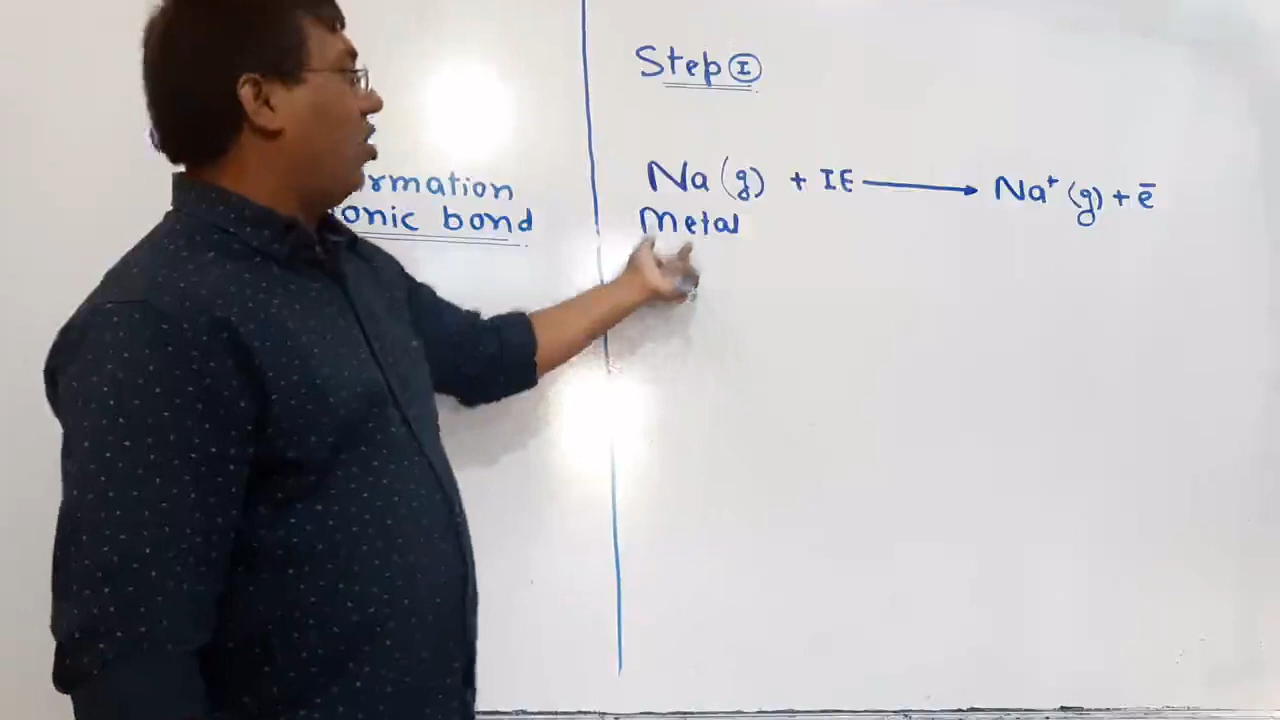 rmation
onic bond
Step I
Na(g) + IE ⟶ Na⁺(g) + e̅
Metal